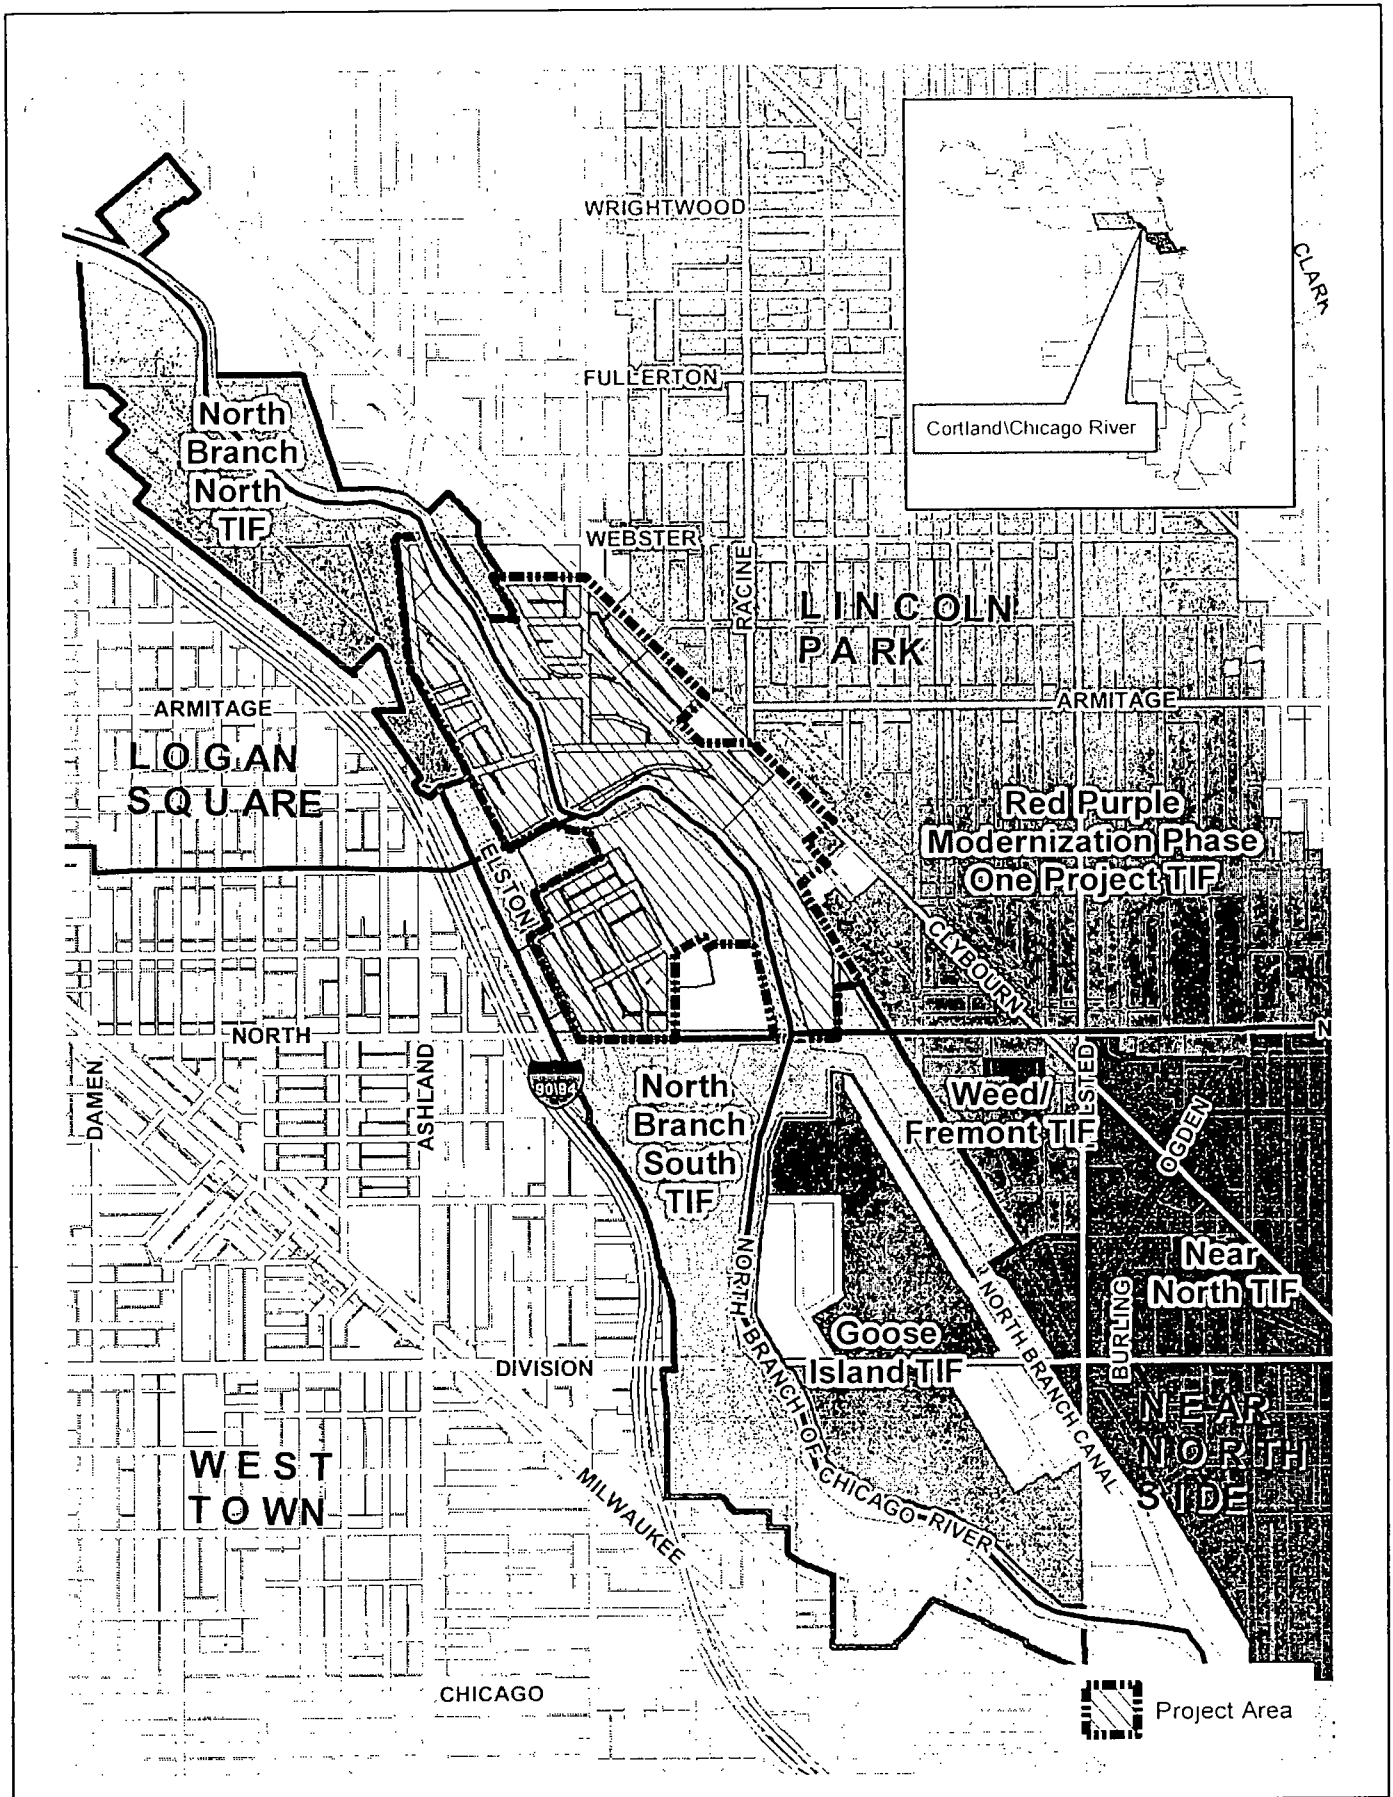 WRIGHTWOOD
CLARK
FULLERTON
Cortland\Chicago River
North
Branch
North
TIF
WEBSTER
RACINE
LINCOLN
PARK
ARMITAGE
ARMITAGE
LOGAN
SQUARE
Red Purple
Modernization Phase
One Project TIF
ELSTON
CLYBOURN
NORTH
N
DAMEN
ASHLAND
North
Branch
South
TIF
Weed/
Fremont TIF
LSTED
OGDEN
Near
North TIF
NORTH BRANCH OF CHICAGO RIVER
NORTH BRANCH CANAL
BURLING
Goose
Island TIF
DIVISION
NEAR
NORTH
SIDE
WEST
TOWN
MILWAUKEE
CHICAGO
Project Area